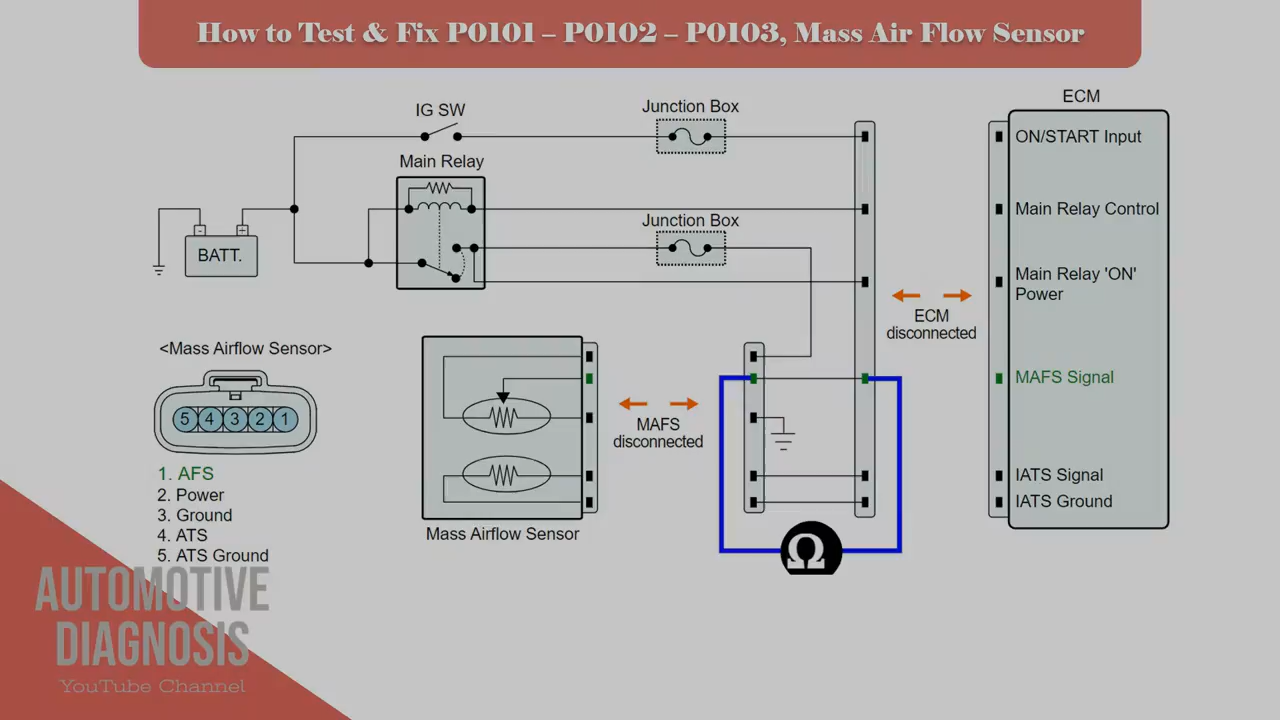 How to Test & Fix P0101 – P0102 – P0103, Mass Air Flow Sensor
ECM
IG SW
Junction Box
ON/START Input
Main Relay
Main Relay Control
Junction Box
- +
BATT.
Main Relay 'ON'
Power
ECM
disconnected
<Mass Airflow Sensor>
MAFS Signal
5 4 3 2 1
MAFS
disconnected
1. AFS
2. Power
3. Ground
4. ATS
5. ATS Ground
IATS Signal
IATS Ground
Mass Airflow Sensor
Ω
AUTOMOTIVE
DIAGNOSIS
YouTube Channel